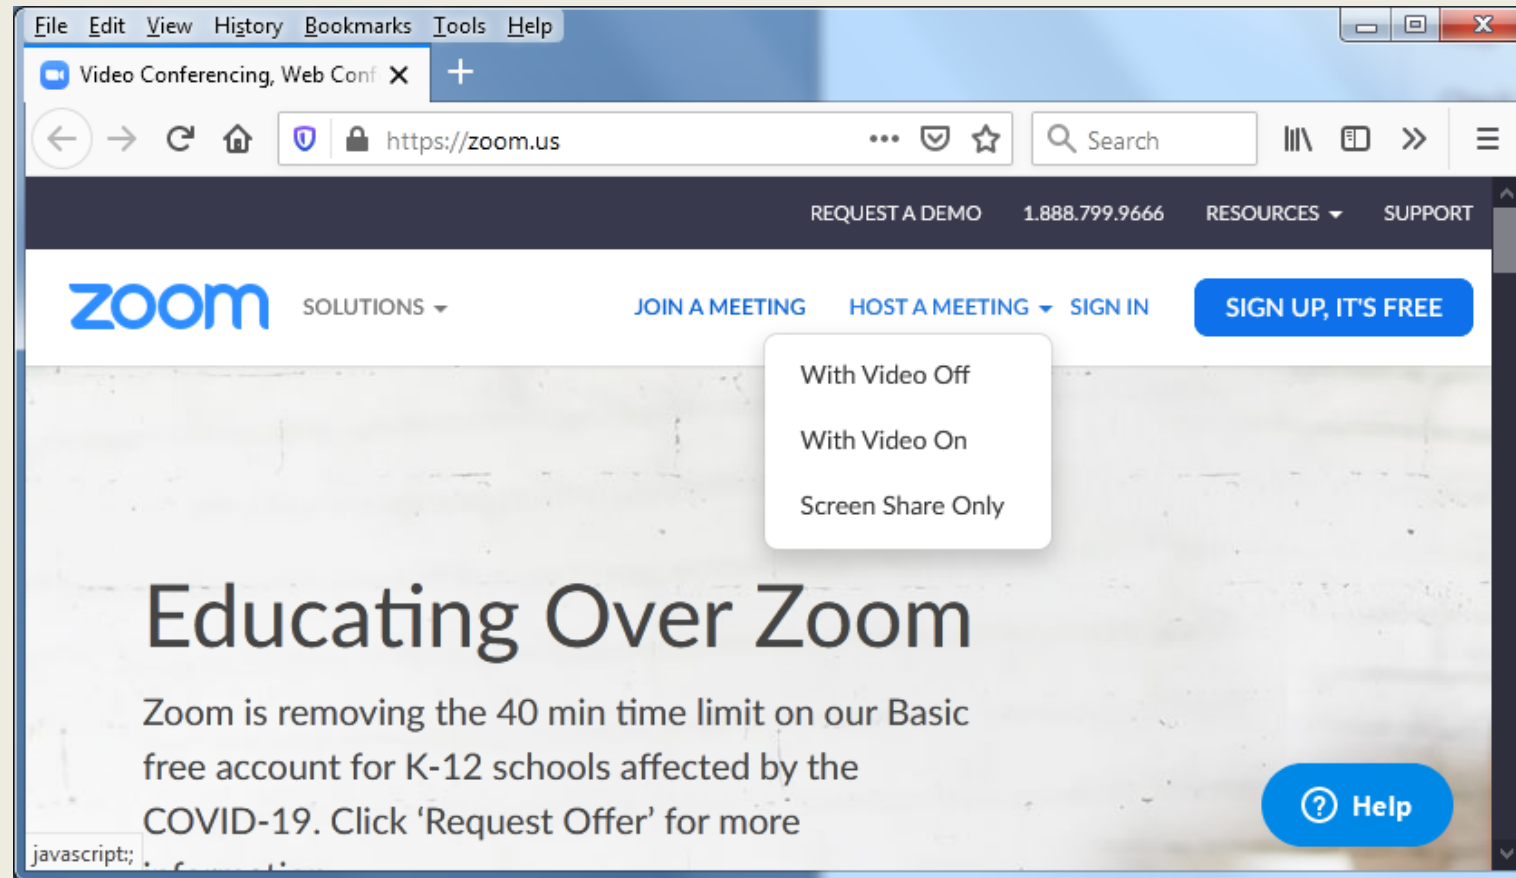 File Edit View History Bookmarks Tools Help
Video Conferencing, Web Conf
https://zoom.us
Search
REQUEST A DEMO 1.888.799.9666 RESOURCES SUPPORT
zoom SOLUTIONS JOIN A MEETING HOST A MEETING SIGN IN SIGN UP, IT'S FREE
With Video Off
With Video On
Screen Share Only
Educating Over Zoom
Zoom is removing the 40 min time limit on our Basic
free account for K-12 schools affected by the
COVID-19. Click ‘Request Offer’ for more
Help
javascript:;